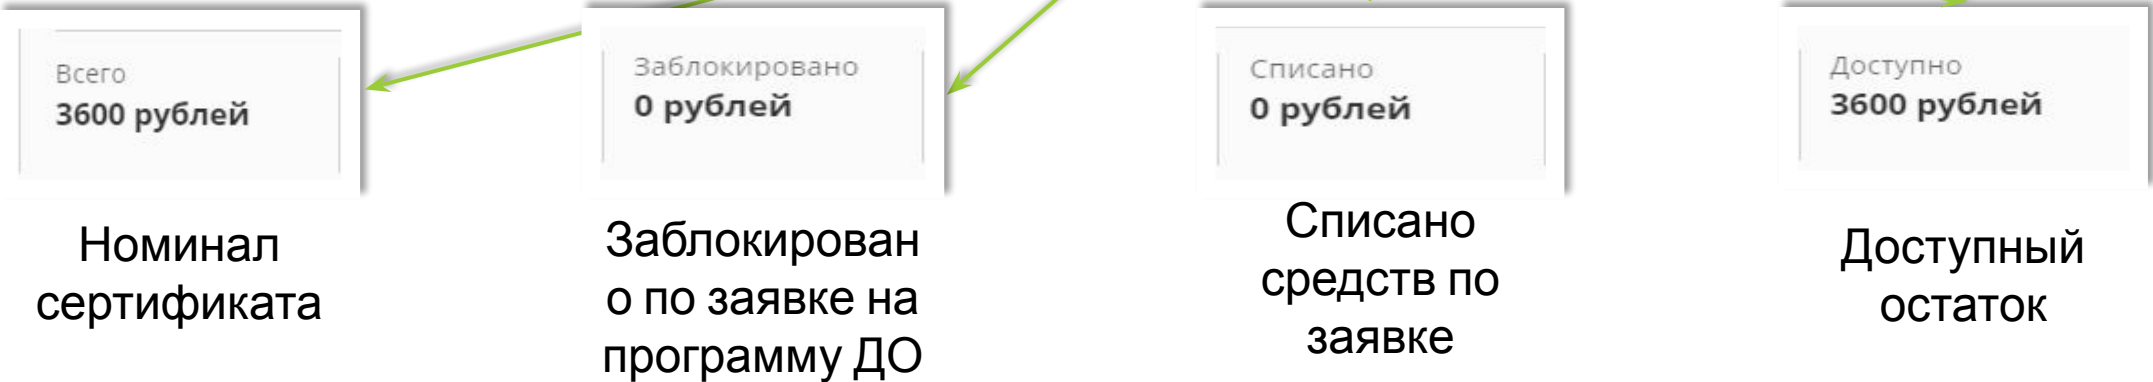 Всего
3600 рублей
Заблокировано
0 рублей
Списано
0 рублей
Доступно
3600 рублей
Номинал
сертификата
Заблокирован
о по заявке на
программу ДО
Списано
средств по
заявке
Доступный
остаток